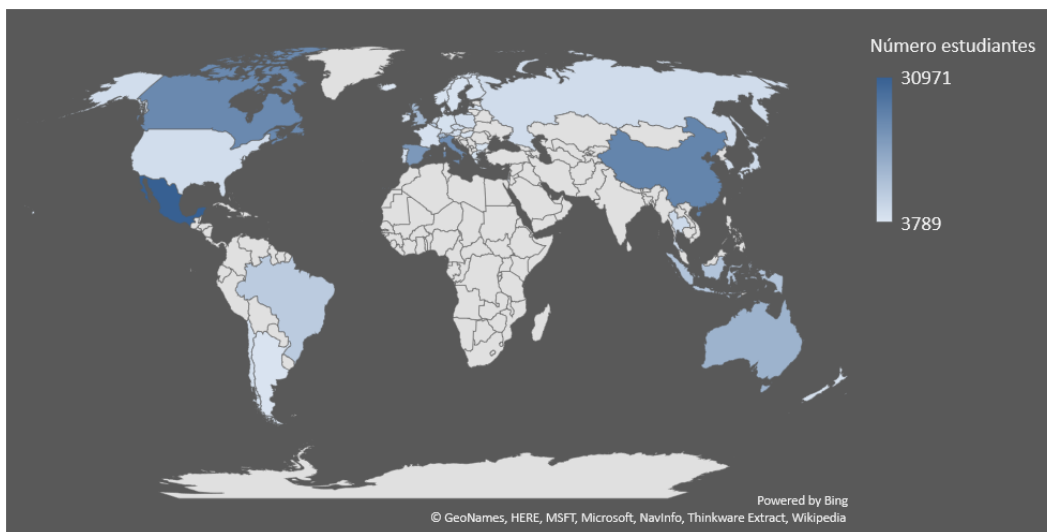 Número estudiantes
30971
3789
Powered by Bing
© GeoNames, HERE, MSFT, Microsoft, NavInfo, Thinkware Extract, Wikipedia